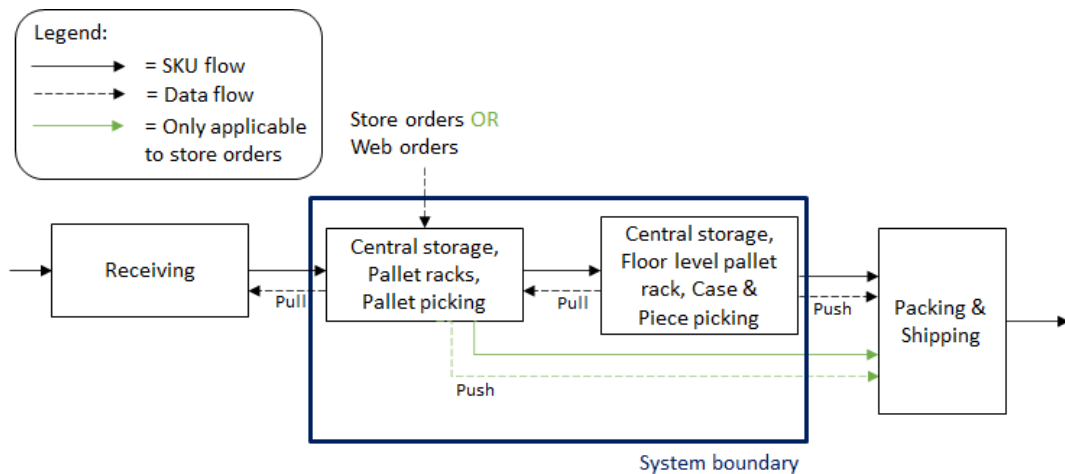 Legend:
= SKU flow
= Data flow
= Only applicable
to store orders
Store orders OR
Web orders
Receiving
Pull
Central storage,
Pallet racks,
Pallet picking
Pull
Central storage,
Floor level pallet
rack, Case &
Piece picking
Push
Packing &
Shipping
Push
System boundary